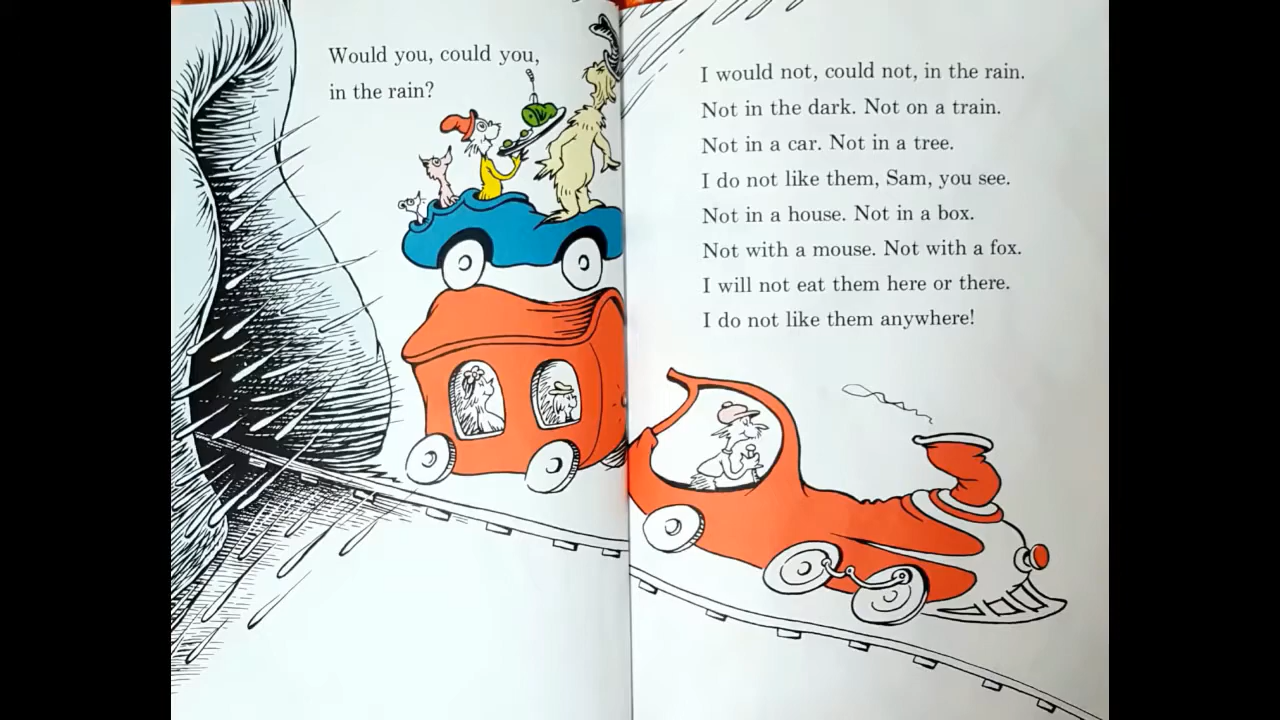 Would you, could you,
in the rain?
I would not, could not, in the rain.
Not in the dark. Not on a train.
Not in a car. Not in a tree.
I do not like them, Sam, you see.
Not in a house. Not in a box.
Not with a mouse. Not with a fox.
I will not eat them here or there.
I do not like them anywhere!